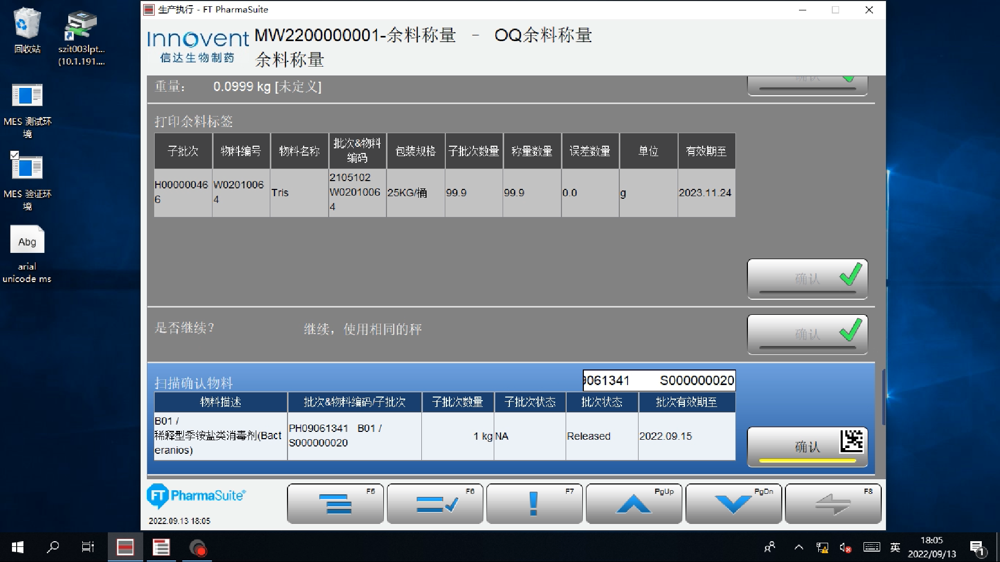 生产执行 - FT PharmaSuite
Innovent
信达生物制药
MW2200000001-余料称量 - OQ余料称量
余料称量
回收站
szit003lpt...
(10.1.191....
MES 测试环
境
MES 验证环
境
Abg
arial
unicode ms
重量: 0.0999 kg [未定义]
确认
打印余料标签
子批次 物料编号 物料名称 批次&物料编码 包装规格 子批次数量 称量数量 误差数量 单位 有效期至
H000000466 W02010064 Tris 2105102 W02010064 25KG/桶 99.9 99.9 0.0 g 2023.11.24
确认
是否继续? 继续，使用相同的秤
确认
扫描确认物料 9061341 S000000020
物料描述 批次&物料编码/子批次 子批次数量 子批次状态 批次状态 批次有效期至
B01 /
稀释型季铵盐类消毒剂(Bact
eranios)
PH09061341 B01 /
S000000020
1 kg NA Released 2022.09.15
确认
FT PharmaSuite®
2022.09.13 18:05
F5 F6 F7 PgUp PgDn F8
英
18:05
2022/09/13
1